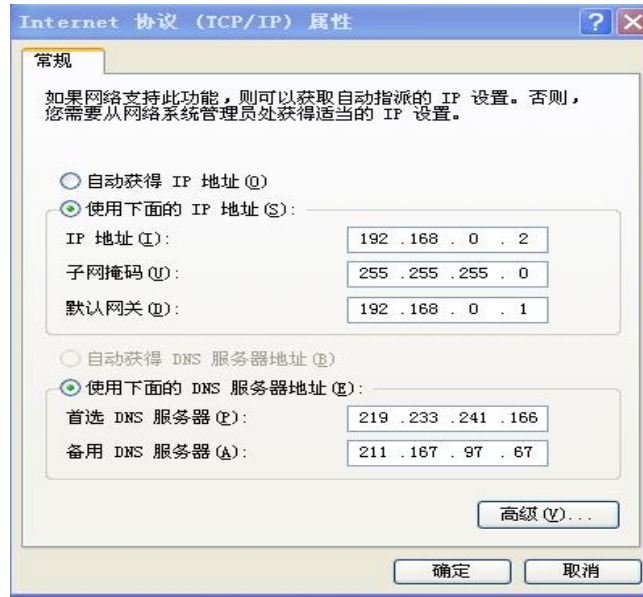 Internet 协议 (TCP/IP) 属性
常规
如果网络支持此功能，则可以获取自动指派的 IP 设置。否则，
您需要从网络系统管理员处获得适当的 IP 设置。
自动获得 IP 地址(O)
使用下面的 IP 地址(S):
IP 地址(I): 192 .168 . 0 . 2
子网掩码(U): 255 .255 .255 . 0
默认网关(D): 192 .168 . 0 . 1
自动获得 DNS 服务器地址(B)
使用下面的 DNS 服务器地址(E):
首选 DNS 服务器(P): 219 .233 .241 .166
备用 DNS 服务器(A): 211 .167 . 97 . 67
高级(V)...
确定 取消